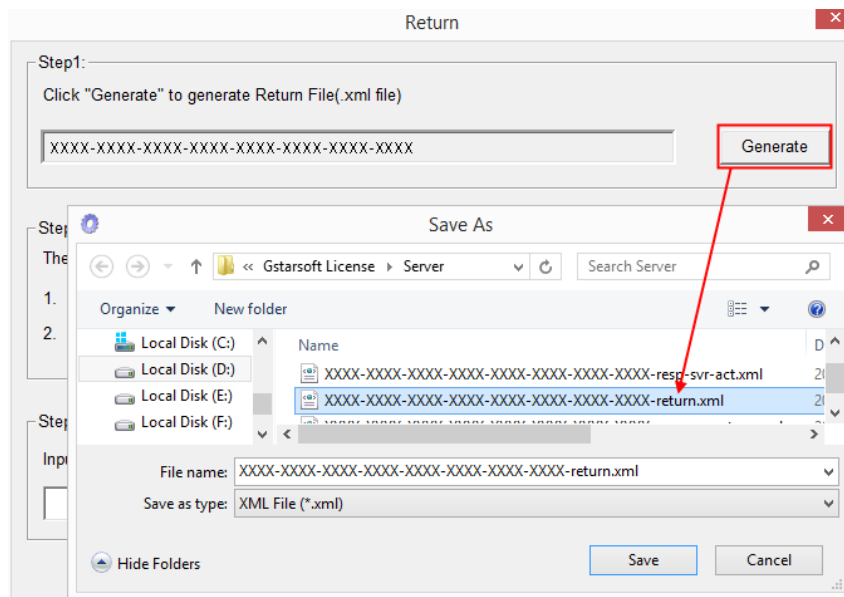 Return
Step1:
Click "Generate" to generate Return File(.xml file)
XXXX-XXXX-XXXX-XXXX-XXXX-XXXX-XXXX-XXXX
Generate
Save As
The
1.
2.
« Gstarsoft License Server
Search Server
Organize New folder
Local Disk (C:)
Local Disk (D:)
Local Disk (E:)
Local Disk (F:)
Name
D
XXXX-XXXX-XXXX-XXXX-XXXX-XXXX-XXXX-XXXX-resp-svr-act.xml
XXXX-XXXX-XXXX-XXXX-XXXX-XXXX-XXXX-XXXX-return.xml
File name: XXXX-XXXX-XXXX-XXXX-XXXX-XXXX-XXXX-XXXX-return.xml
Save as type: XML File (*.xml)
Hide Folders
Save
Cancel